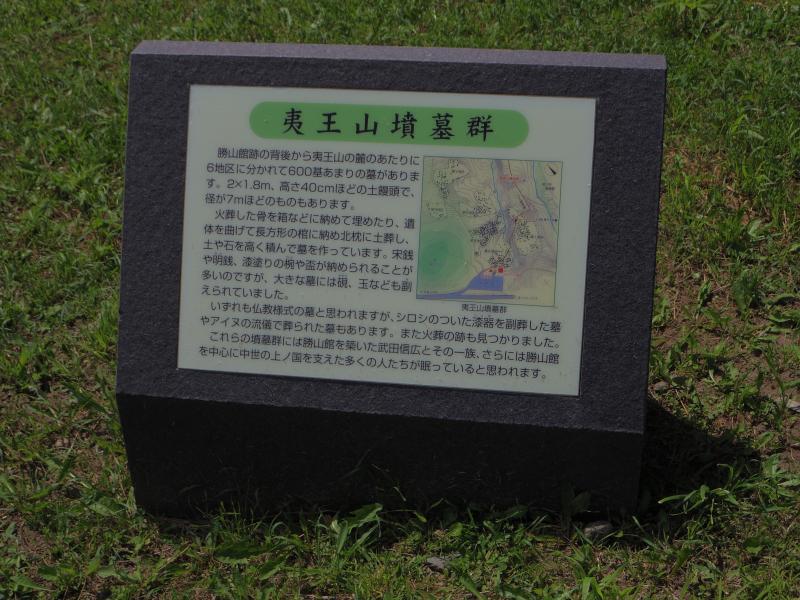 夷王山墳墓群
勝山館跡の背後から夷王山の麓のあたりに
6地区に分かれて600基あまりの墓がありま
す。2×1.8m、高さ40cmほどの土饅頭で、
径が7mほどのものもあります。
火葬した骨を箱などに納めて埋めたり、遺
体を曲げて長方形の棺に納め北枕に土葬し、
土や石を高く積んで墓を作っています。宋銭
や明銭、漆塗りの椀や盃が納められることが
多いのですが、大きな墓には硯、玉なども副
えられていました。
夷王山墳墓群
いずれも仏教様式の墓と思われますが、シロシのついた漆器を副葬した墓
やアイヌの流儀で葬られた墓もあります。また火葬の跡も見つかりました。
これらの墳墓群には勝山館を築いた武田信広とその一族、さらには勝山館
を中心に中世の上ノ国を支えた多くの人たちが眠っていると思われます。